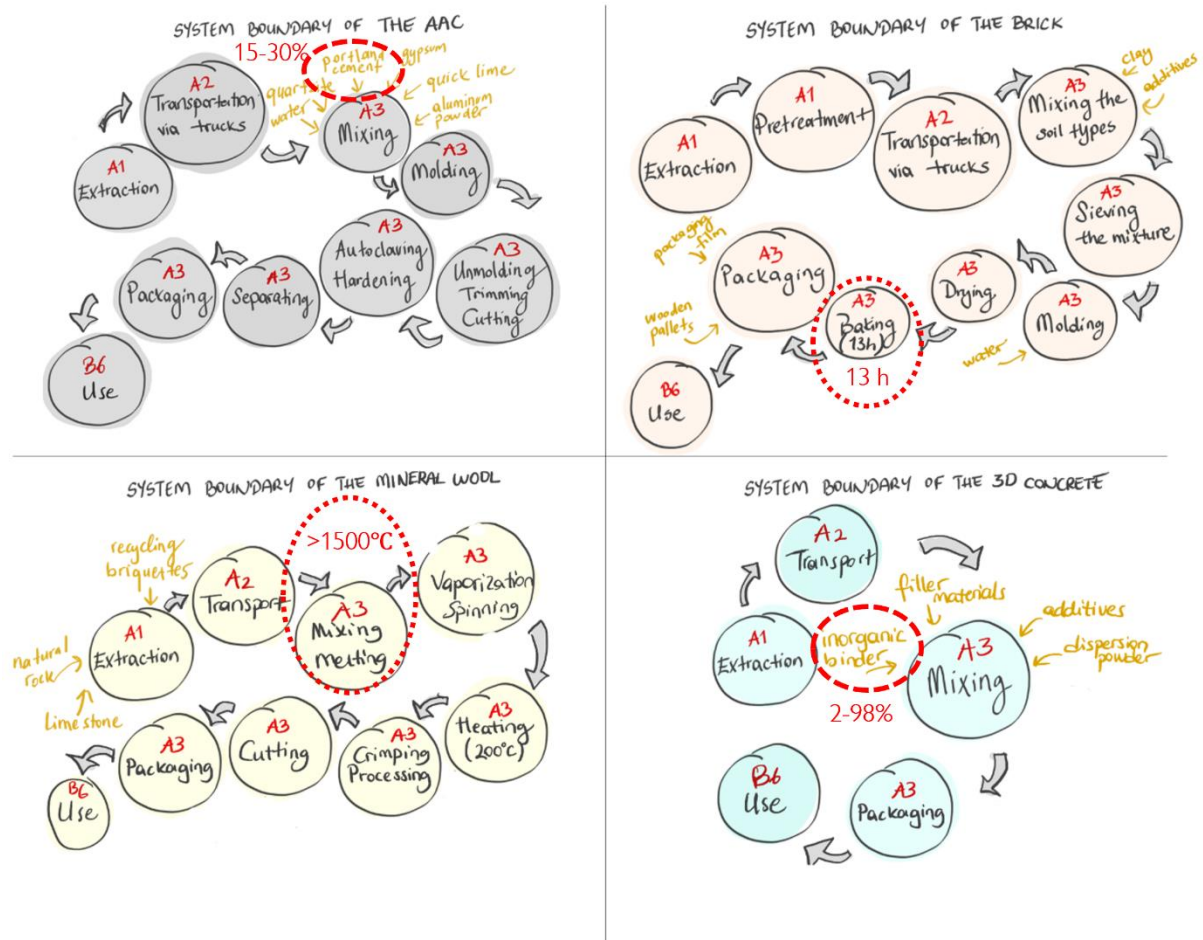 SYSTEM BOUNDARY OF THE AAC
15-30%
portland
cement
gypsum
quartsite
water
quick lime
aluminum
powder
A1
Extraction
A2
Transportation
via trucks
A3
Mixing
A3
Molding
A3
Unmolding
Trimming
Cutting
A3
Autoclaving
Hardening
A3
Separating
A3
Packaging
B6
Use
SYSTEM BOUNDARY OF THE BRICK
A1
Extraction
A1
Pretreatment
A2
Transportation
via trucks
clay
additives
A3
Mixing the
soil types
A3
Sieving
the mixture
water
A3
Molding
A3
Drying
A3
Baking
(13h)
13 h
packaging
film
wooden
pallets
A3
Packaging
B6
Use
SYSTEM BOUNDARY OF THE MINERAL WOOL
recycling
briquettes
natural
rock
limestone
A1
Extraction
A2
Transport
>1500°C
A3
Mixing
Melting
A3
Vaporization
Spinning
A3
Heating
(200°C)
A3
Crimping
Processing
A3
Cutting
A3
Packaging
B6
Use
SYSTEM BOUNDARY OF THE 3D CONCRETE
A1
Extraction
A2
Transport
filler
materials
inorganic
binder
2-98%
additives
dispersion
powder
A3
Mixing
A3
Packaging
B6
Use